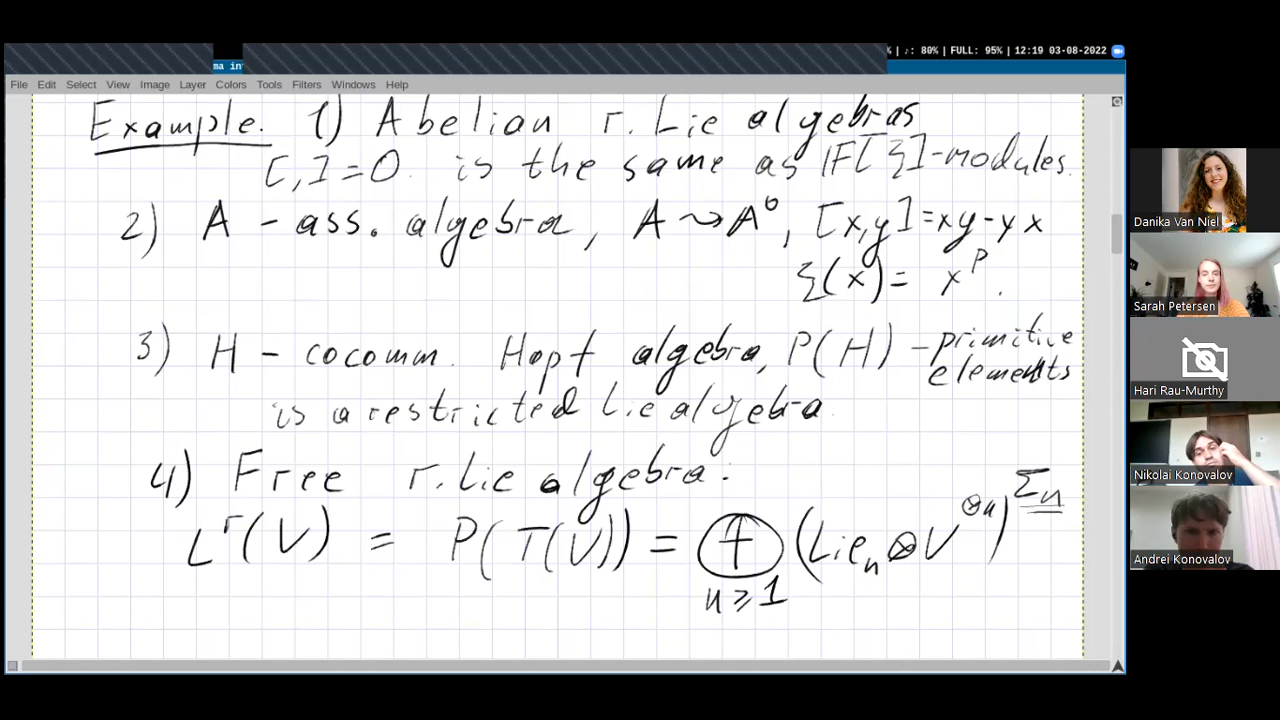 % | ♪: 80% | FULL: 95% | 12:19 03-08-2022
ma in
File Edit Select View Image Layer Colors Tools Filters Windows Help
Example. 1) Abelian r. Lie algebras
[,]=0. is the same as 𝔽[ξ]-modules.
2) A - ass. algebra, A ⇝ A°, [x,y]=xy-yx
ξ(x)= x^p.
3) H - cocomm. Hopf algebra, P(H) - primitive
elements
is a restricted Lie algebra.
4) Free r. Lie algebra:
L^r(V) = P(T(V)) = ⊕_{n≥1} (Lie_n ⊗ V^{⊗n})^{Σ_n}
Danika Van Niel
Sarah Petersen
Hari Rau-Murthy
Nikolai Konovalov
Andrei Konovalov